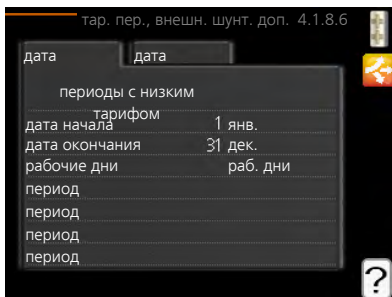 тар. пер., внешн. шунт. доп. 4.1.8.6
дата дата
периоды с низким
тарифом
дата начала 1 янв.
дата окончания 31 дек.
рабочие дни раб. дни
период
период
период
период
?